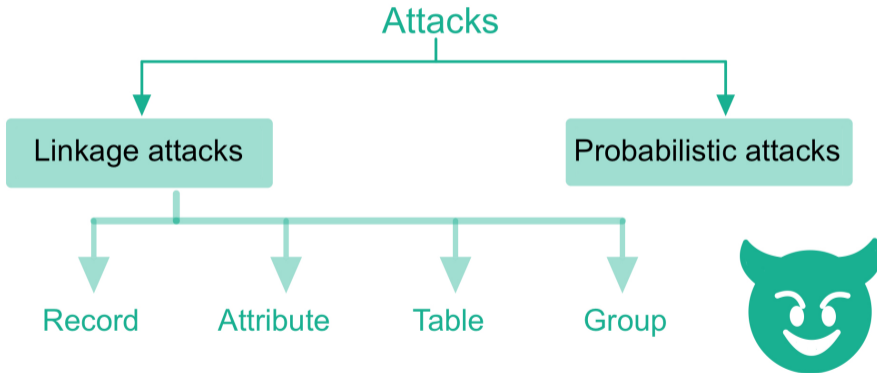 Attacks
Linkage attacks
Probabilistic attacks
Record
Attribute
Table
Group